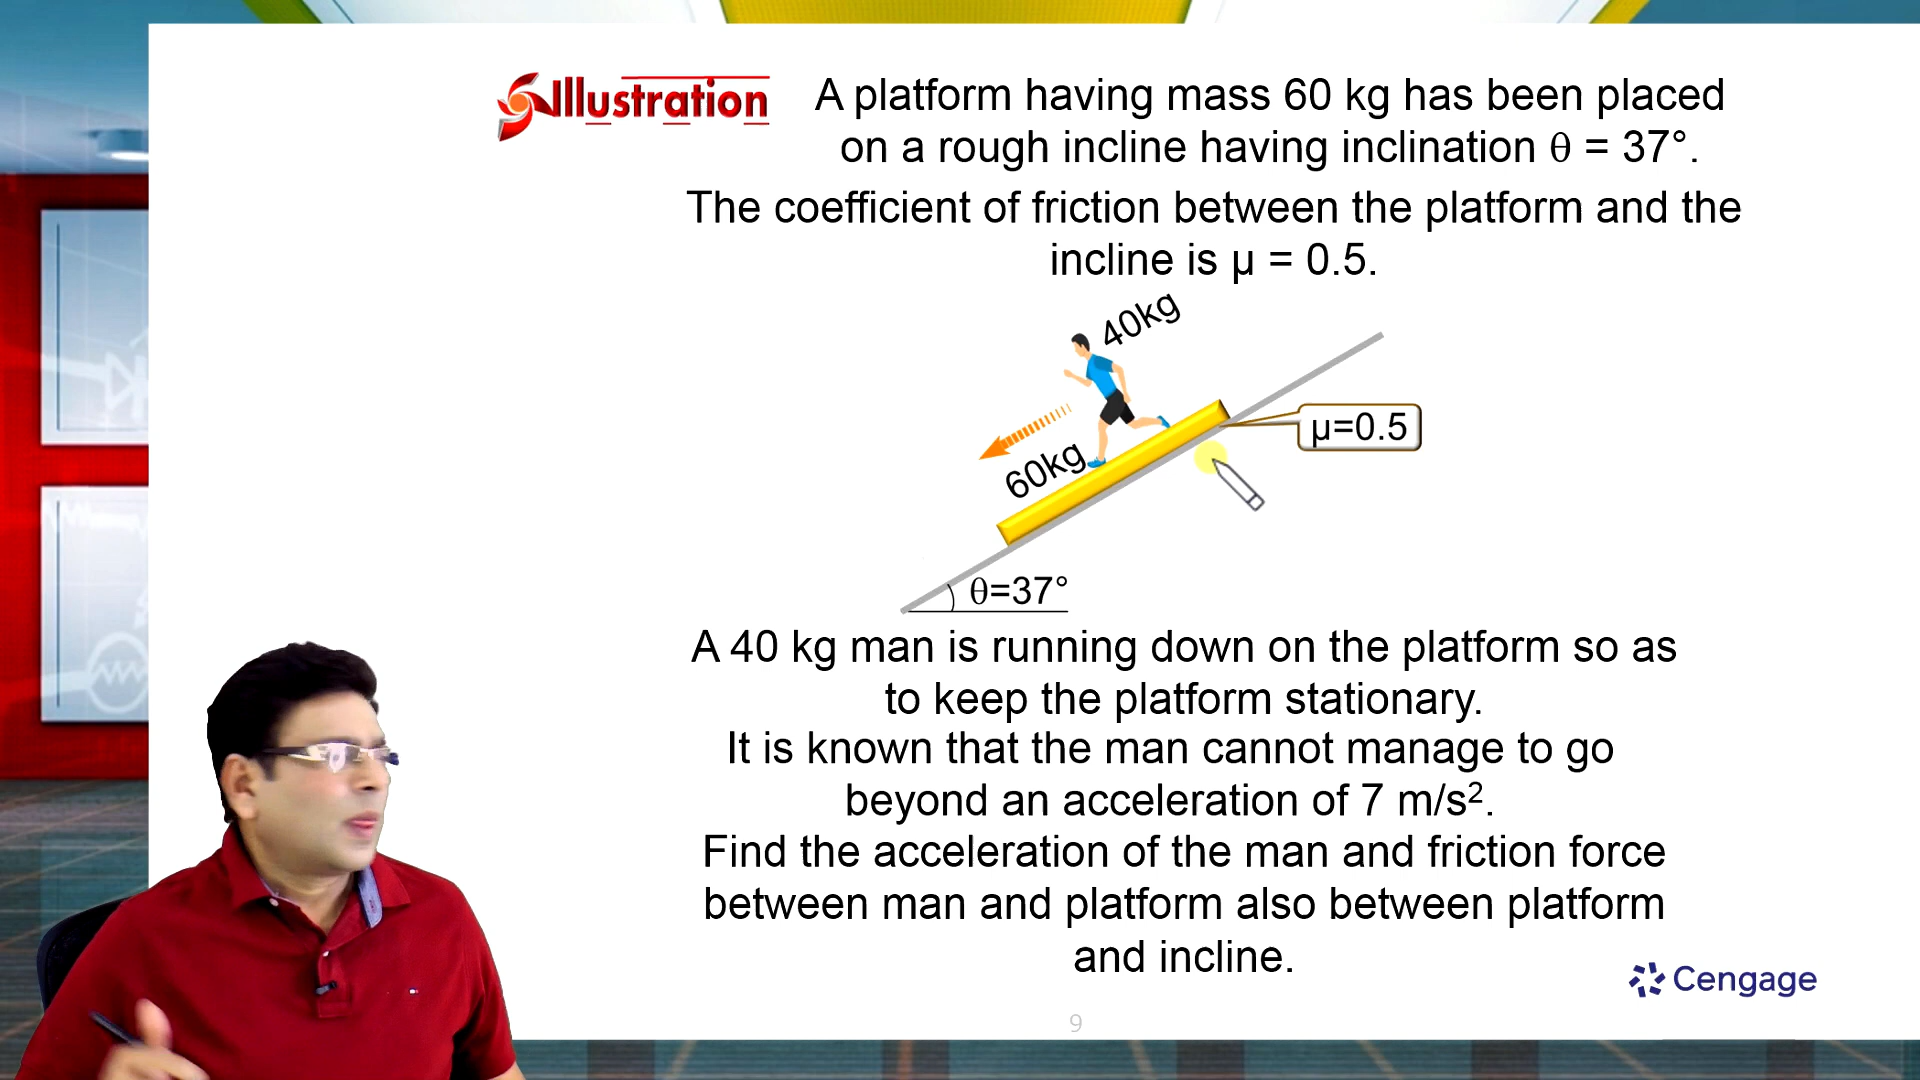 Illustration
A platform having mass 60 kg has been placed
on a rough incline having inclination θ = 37°.
The coefficient of friction between the platform and the
incline is μ = 0.5.
40kg
μ=0.5
60kg
θ=37°
A 40 kg man is running down on the platform so as
to keep the platform stationary.
It is known that the man cannot manage to go
beyond an acceleration of 7 m/s².
Find the acceleration of the man and friction force
between man and platform also between platform
and incline.
Cengage
9